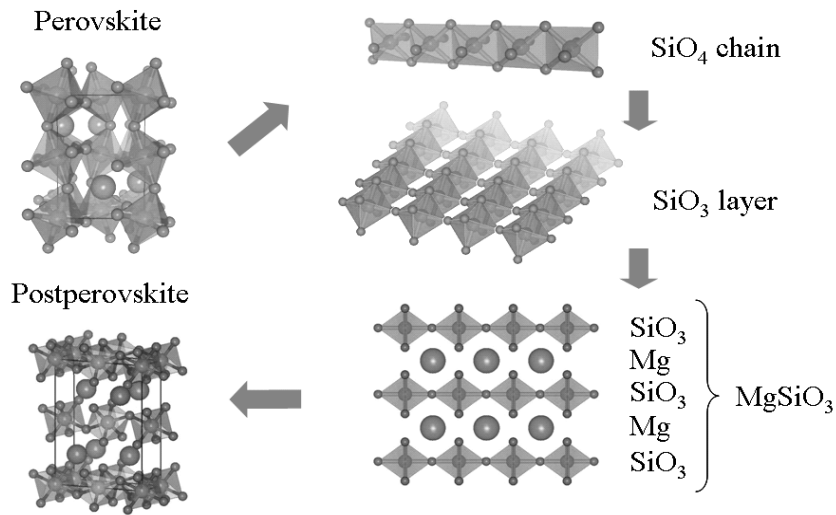 Perovskite
SiO₄ chain
SiO₃ layer
Postperovskite
SiO₃
Mg
SiO₃
Mg
SiO₃
MgSiO₃